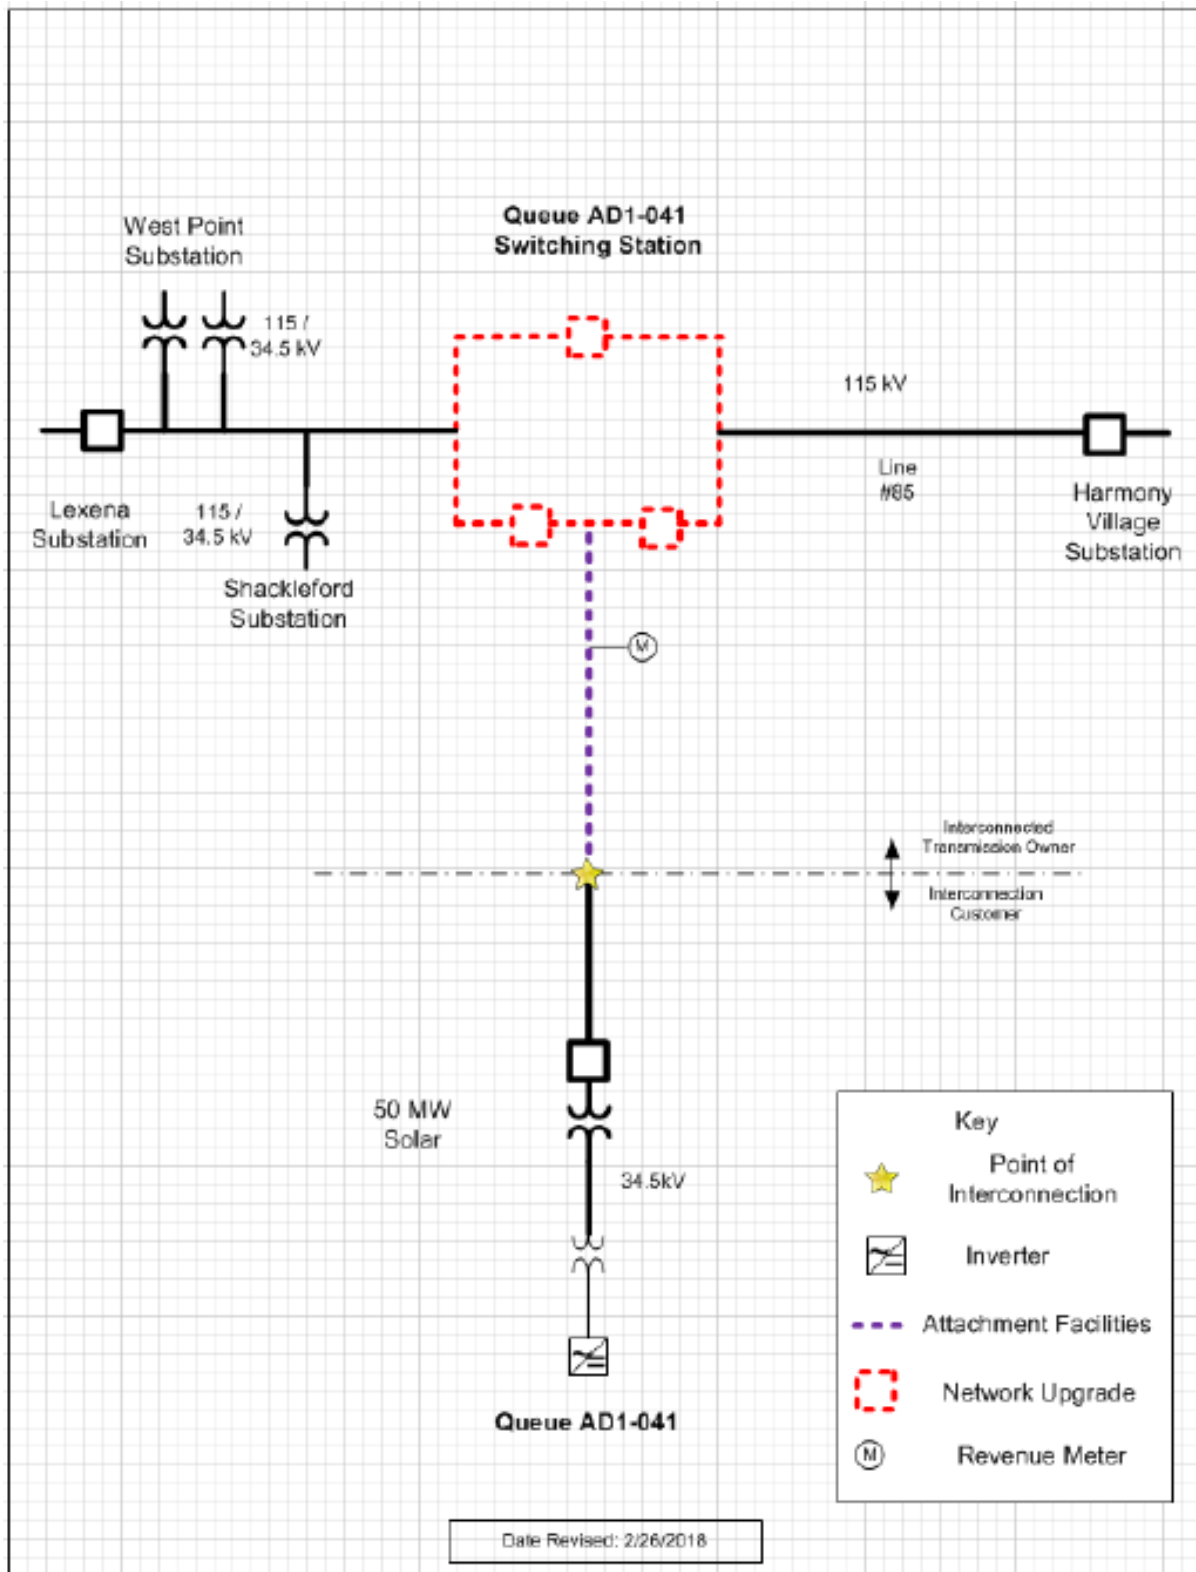 Queue AD1-041
Switching Station
West Point
Substation
115 /
34.5 kV
115 kV
Line
#85
Lexena
Substation
115 /
34.5 kV
Shackleford
Substation
Harmony
Village
Substation
M
Interconnected
Transmission Owner
Interconnection
Customer
50 MW
Solar
34.5kV
Queue AD1-041
Key
Point of
Interconnection
Inverter
Attachment Facilities
Network Upgrade
M
Revenue Meter
Date Revised: 2/26/2018